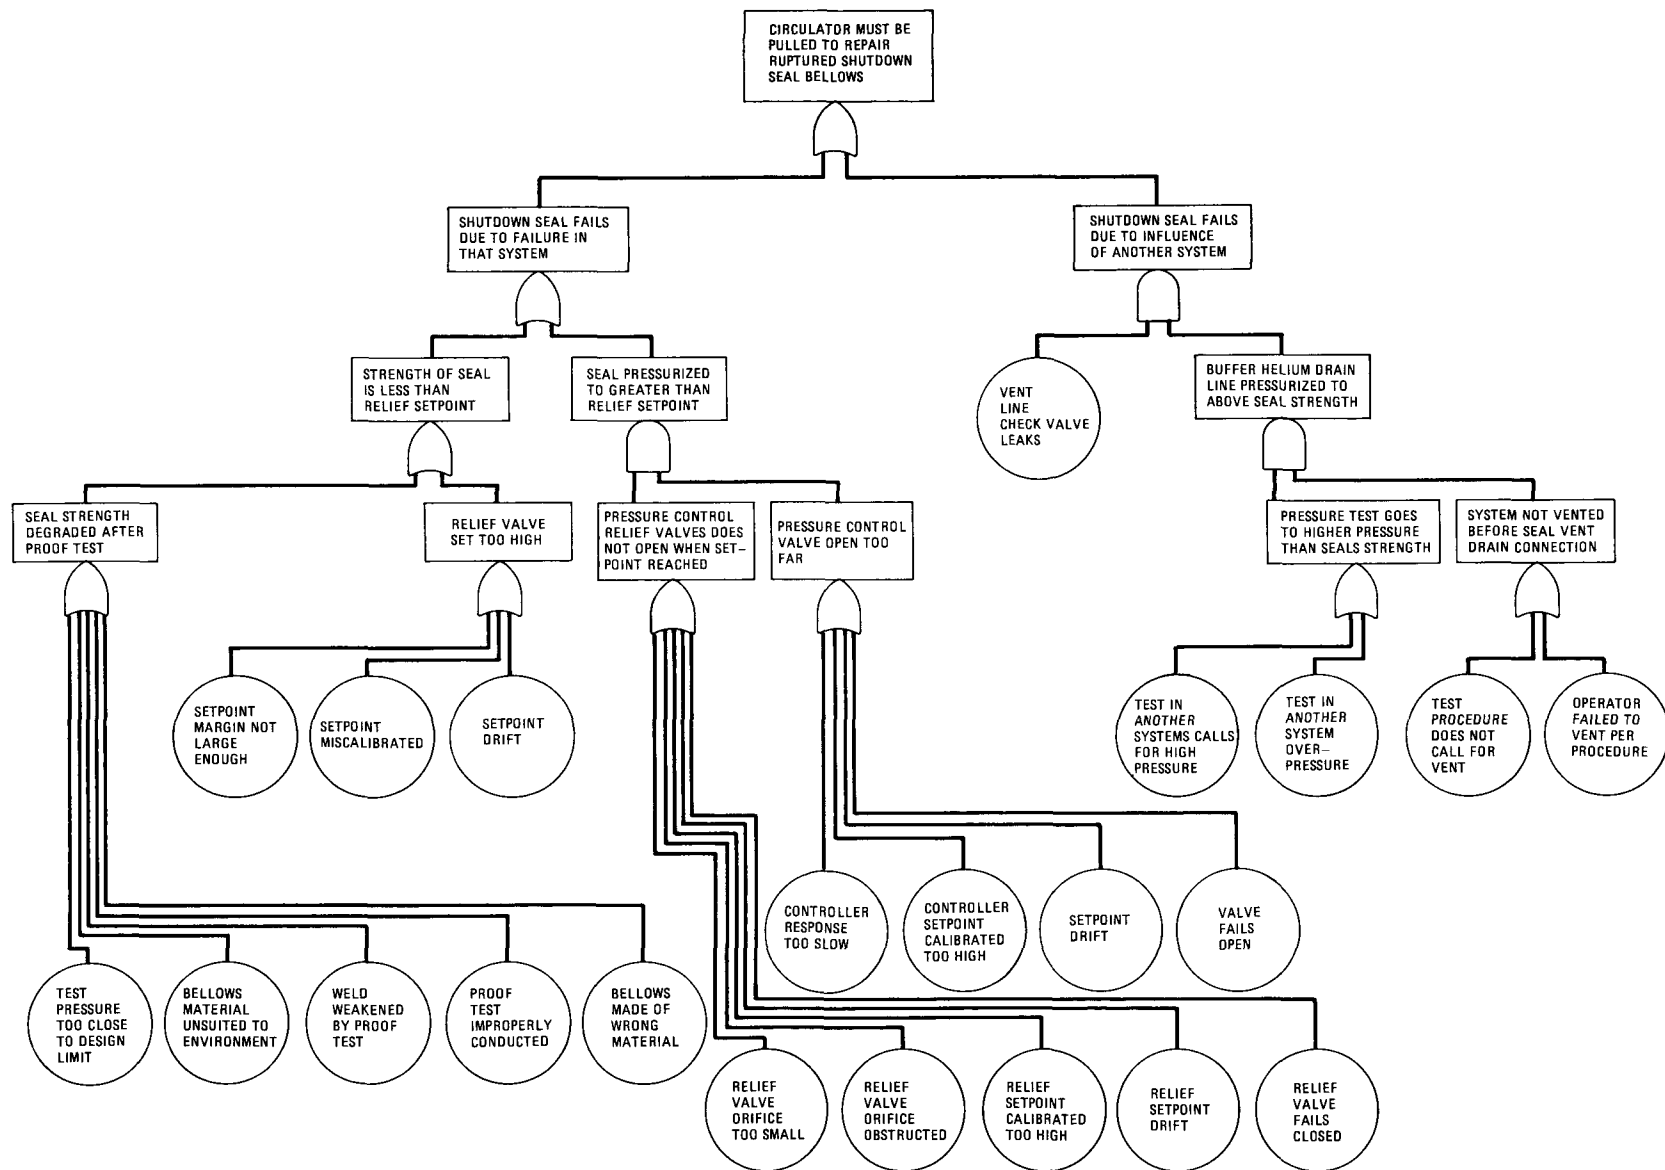 CIRCULATOR MUST BE
PULLED TO REPAIR
RUPTURED SHUTDOWN
SEAL BELLOWS
SHUTDOWN SEAL FAILS
DUE TO FAILURE IN
THAT SYSTEM
SHUTDOWN SEAL FAILS
DUE TO INFLUENCE
OF ANOTHER SYSTEM
STRENGTH OF SEAL
IS LESS THAN
RELIEF SETPOINT
SEAL PRESSURIZED
TO GREATER THAN
RELIEF SETPOINT
VENT
LINE
CHECK VALVE
LEAKS
BUFFER HELIUM DRAIN
LINE PRESSURIZED TO
ABOVE SEAL STRENGTH
SEAL STRENGTH
DEGRADED AFTER
PROOF TEST
RELIEF VALVE
SET TOO HIGH
PRESSURE CONTROL
RELIEF VALVES DOES
NOT OPEN WHEN SET-
POINT REACHED
PRESSURE CONTROL
VALVE OPEN TOO
FAR
PRESSURE TEST GOES
TO HIGHER PRESSURE
THAN SEALS STRENGTH
SYSTEM NOT VENTED
BEFORE SEAL VENT
DRAIN CONNECTION
SETPOINT
MARGIN NOT
LARGE
ENOUGH
SETPOINT
MISCALIBRATED
SETPOINT
DRIFT
TEST IN
ANOTHER
SYSTEMS CALLS
FOR HIGH
PRESSURE
TEST IN
ANOTHER
SYSTEM
OVER-
PRESSURE
TEST
PROCEDURE
DOES NOT
CALL FOR
VENT
OPERATOR
FAILED TO
VENT PER
PROCEDURE
CONTROLLER
RESPONSE
TOO SLOW
CONTROLLER
SETPOINT
CALIBRATED
TOO HIGH
SETPOINT
DRIFT
VALVE
FAILS
OPEN
TEST
PRESSURE
TOO CLOSE
TO DESIGN
LIMIT
BELLOWS
MATERIAL
UNSUITED TO
ENVIRONMENT
WELD
WEAKENED
BY PROOF
TEST
PROOF
TEST
IMPROPERLY
CONDUCTED
BELLOWS
MADE OF
WRONG
MATERIAL
RELIEF
VALVE
ORIFICE
TOO SMALL
RELIEF
VALVE
ORIFICE
OBSTRUCTED
RELIEF
SETPOINT
CALIBRATED
TOO HIGH
RELIEF
SETPOINT
DRIFT
RELIEF
VALVE
FAILS
CLOSED